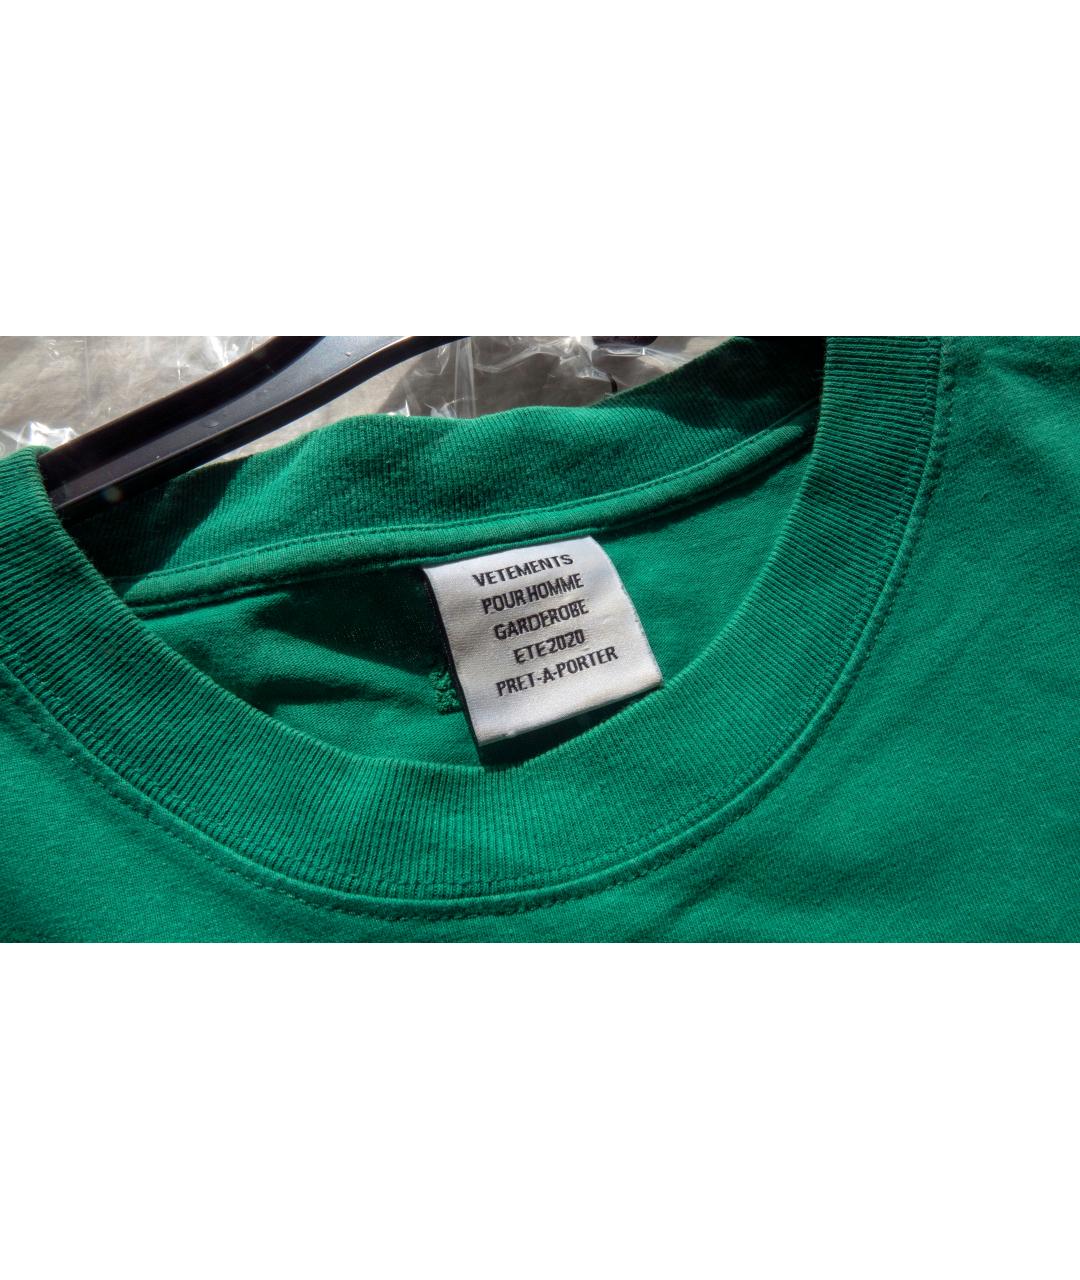 VETEMENTS
POUR HOMME
GARDEROBE
ETE2020
PRET-A-PORTER